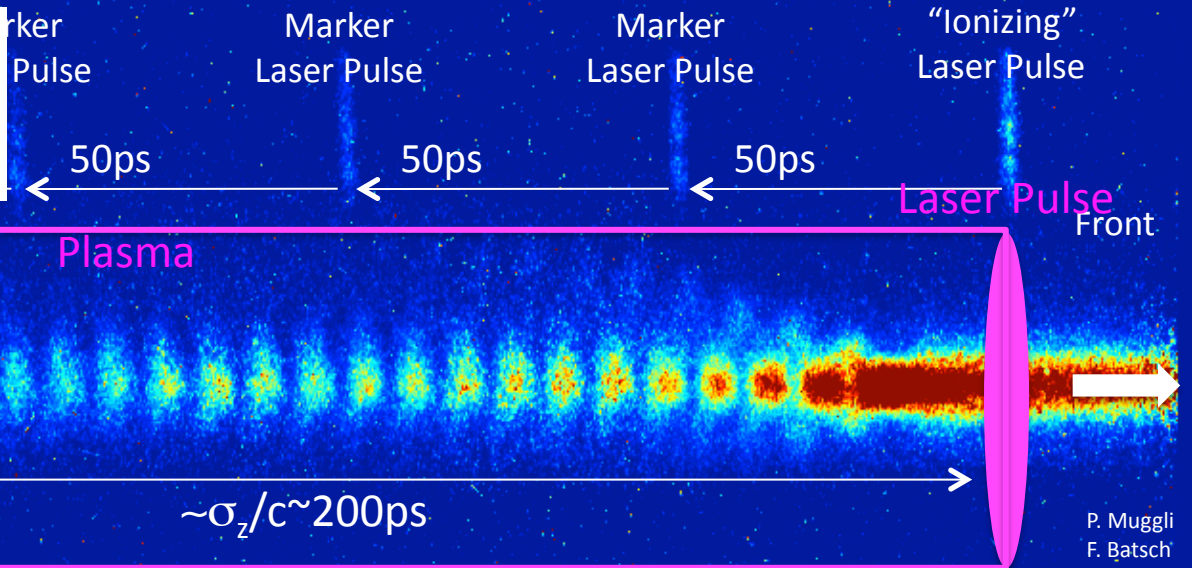 rker
Pulse
Marker
Laser Pulse
Marker
Laser Pulse
“Ionizing”
Laser Pulse
50ps
50ps
50ps
Laser Pulse
Front
Plasma
~σz/c~200ps
P. Muggli
F. Batsch